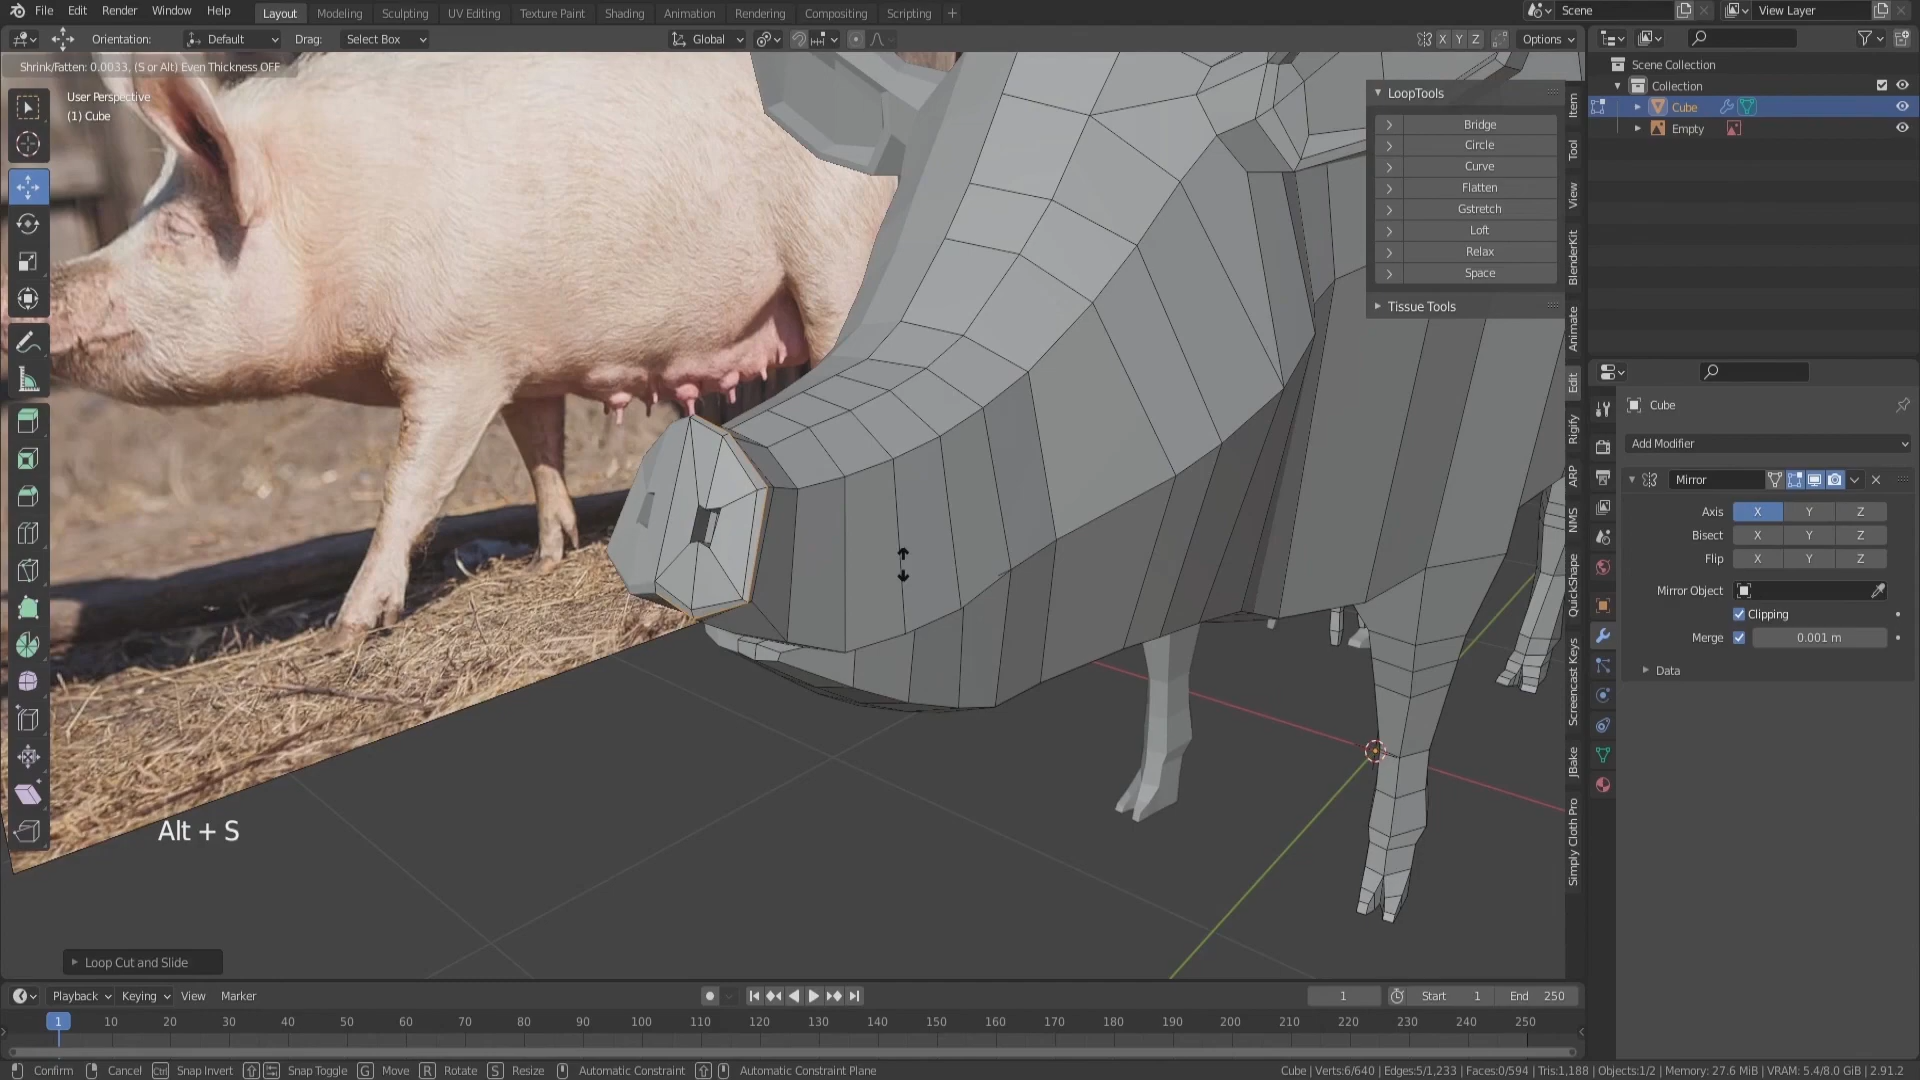 File Edit Render Window Help
Layout Modeling Sculpting UV Editing Texture Paint Shading Animation Rendering Compositing Scripting
Scene View Layer
Orientation: Default Drag: Select Box Global X Y Z Options
Shrink/Fatten: 0.0033, (S or Alt) Even Thickness OFF
User Perspective
(1) Cube
LoopTools
Bridge
Circle
Curve
Flatten
Gstretch
Loft
Relax
Space
Tissue Tools
Item
Tool
View
BlenderKit
Animate
Edit
Rigify
ARP
NMS
QuickShape
Screencast Keys
JBake
Simply Cloth Pro
Scene Collection
Collection
Cube
Empty
Cube
Add Modifier
Mirror
Axis X Y Z
Bisect X Y Z
Flip X Y Z
Mirror Object
Clipping
Merge 0.001 m
Data
Alt + S
Loop Cut and Slide
Playback Keying View Marker 1 Start 1 End 250
1 10 20 30 40 50 60 70 80 90 100 110 120 130 140 150 160 170 180 190 200 210 220 230 240 250
Confirm Cancel Ctrl Snap Invert Snap Toggle G Move R Rotate S Resize Automatic Constraint Automatic Constraint Plane Cube | Verts:6/640 | Edges:5/1,233 | Faces:0/594 | Tris:1,188 | Objects:1/2 | Memory: 27.6 MiB | VRAM: 5.4/8.0 GiB | 2.91.2